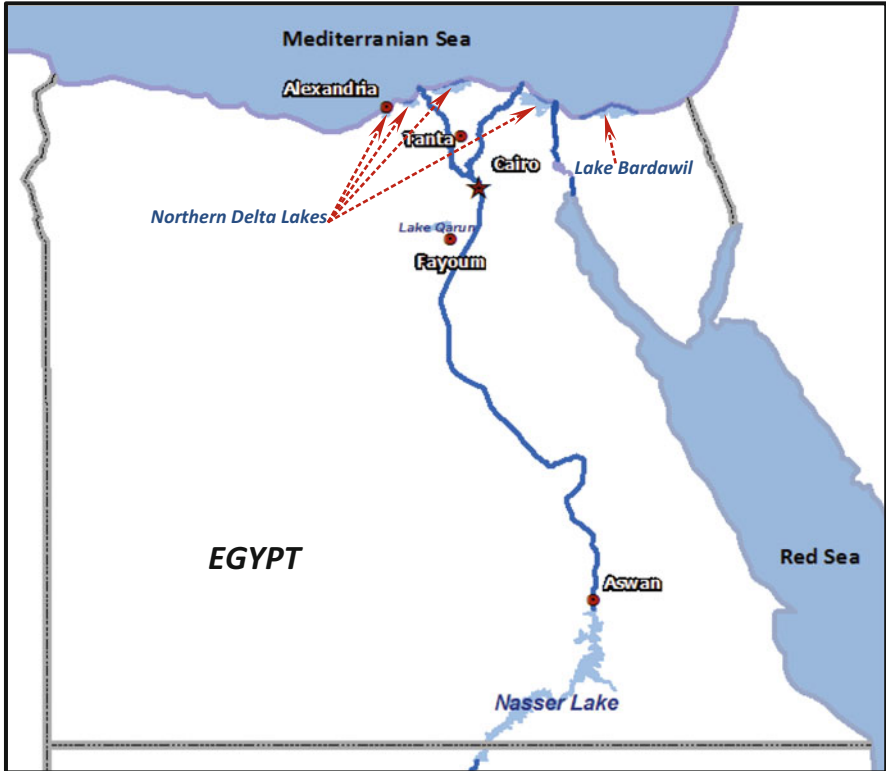 Mediterranian Sea
Alexandria
Tanta
Cairo
Lake Bardawil
Northern Delta Lakes
Lake Qarun
Fayoum
EGYPT
Red Sea
Aswan
Nasser Lake